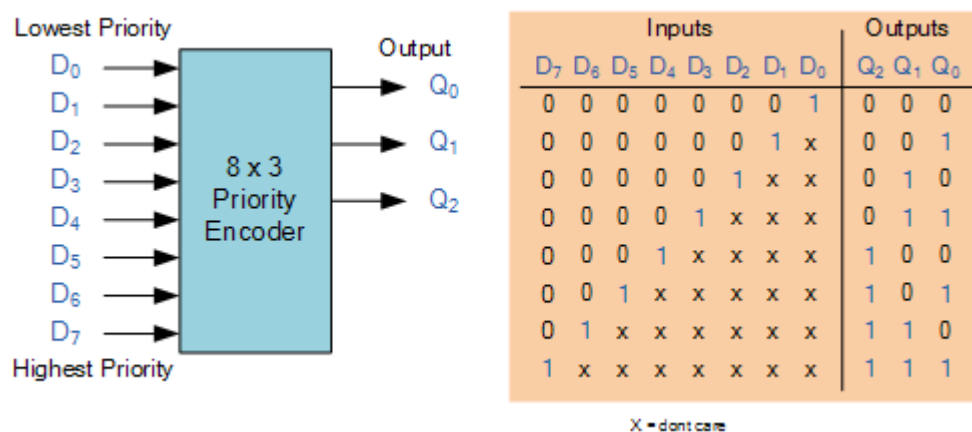 Lowest Priority
D₀
D₁
D₂
D₃
D₄
D₅
D₆
D₇
Highest Priority
8 x 3
Priority
Encoder
Output
Q₀
Q₁
Q₂
Inputs Outputs
D₇ D₆ D₅ D₄ D₃ D₂ D₁ D₀ Q₂ Q₁ Q₀
0 0 0 0 0 0 0 1 0 0 0
0 0 0 0 0 0 1 x 0 0 1
0 0 0 0 0 1 x x 0 1 0
0 0 0 0 1 x x x 0 1 1
0 0 0 1 x x x x 1 0 0
0 0 1 x x x x x 1 0 1
0 1 x x x x x x 1 1 0
1 x x x x x x x 1 1 1
X = dont care